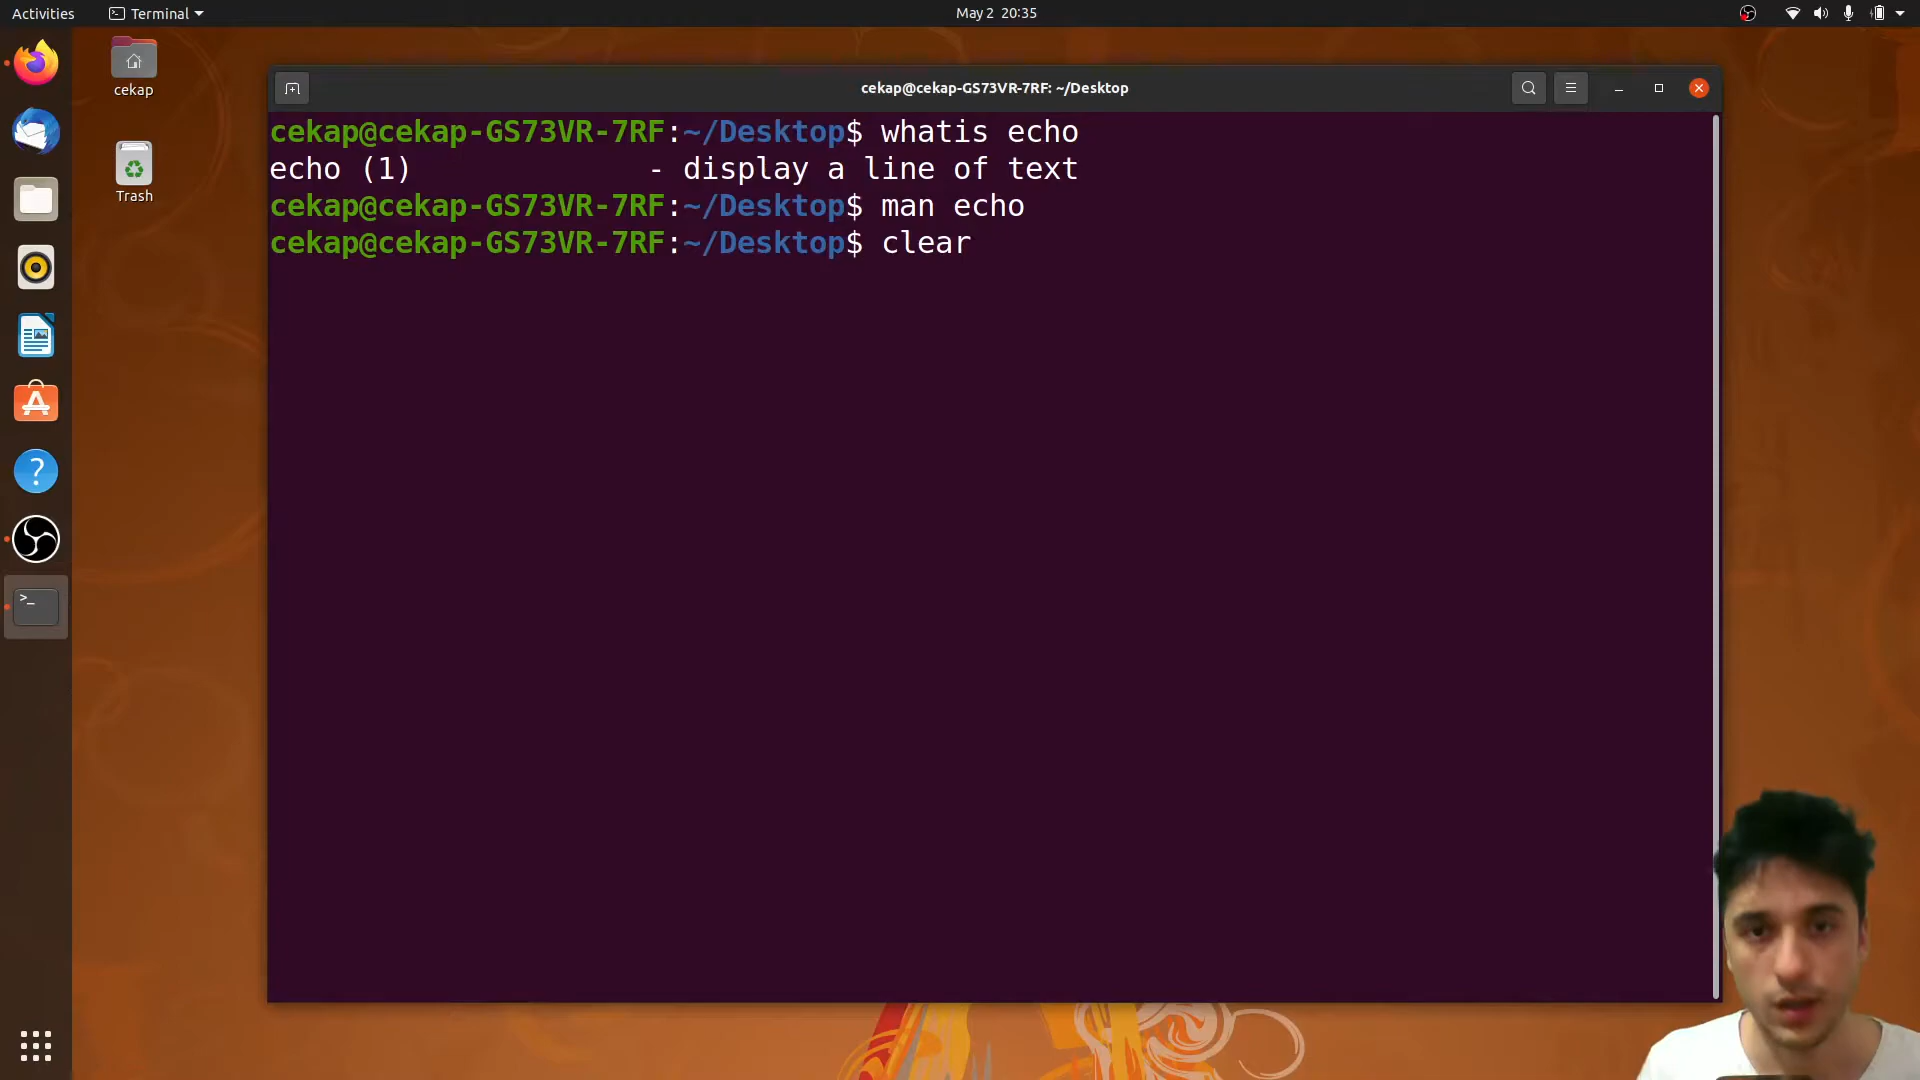 Activities
Terminal
May 2 20:35
cekap
Trash
cekap@cekap-GS73VR-7RF: ~/Desktop
cekap@cekap-GS73VR-7RF:~/Desktop$ whatis echo
echo (1)             - display a line of text
cekap@cekap-GS73VR-7RF:~/Desktop$ man echo
cekap@cekap-GS73VR-7RF:~/Desktop$ clear